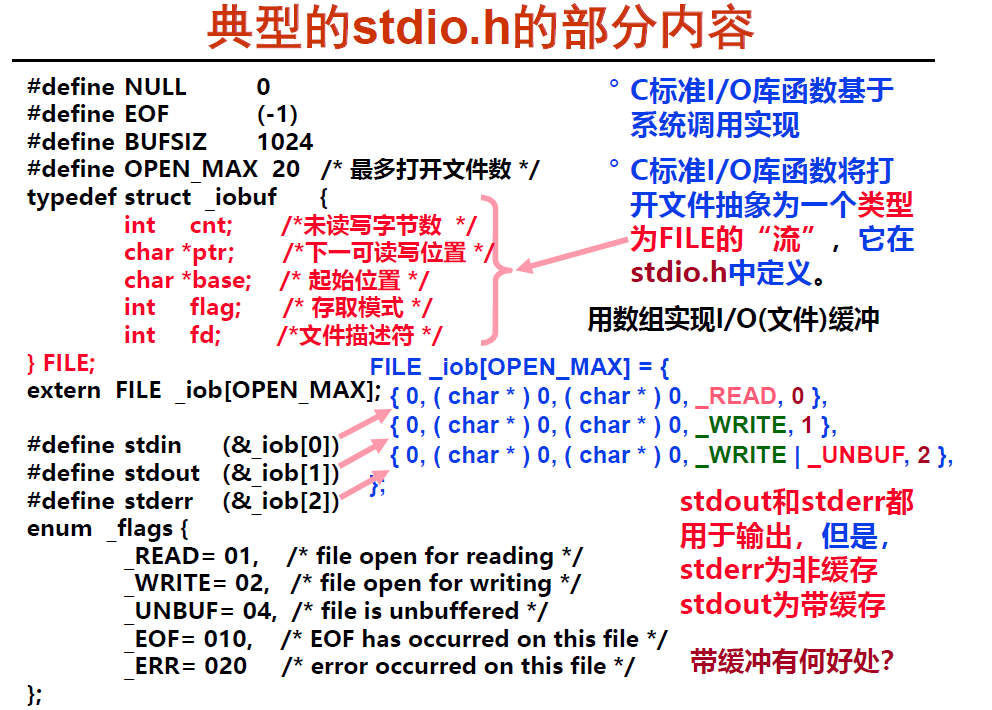 典型的stdio.h的部分内容
#define NULL 0
#define EOF (-1)
#define BUFSIZ 1024
#define OPEN_MAX 20 /* 最多打开文件数 */
typedef struct _iobuf {
int cnt; /*未读写字节数 */
char *ptr; /*下一可读写位置 */
char *base; /* 起始位置 */
int flag; /* 存取模式 */
int fd; /*文件描述符 */
} FILE;
extern FILE _iob[OPEN_MAX];
#define stdin (&_iob[0])
#define stdout (&_iob[1])
#define stderr (&_iob[2])
enum _flags {
_READ= 01, /* file open for reading */
_WRITE= 02, /* file open for writing */
_UNBUF= 04, /* file is unbuffered */
_EOF= 010, /* EOF has occurred on this file */
_ERR= 020 /* error occurred on this file */
};
° C标准I/O库函数基于
系统调用实现
° C标准I/O库函数将打
开文件抽象为一个类型
为FILE的“流”，它在
stdio.h中定义。
用数组实现I/O(文件)缓冲
FILE _iob[OPEN_MAX] = {
{ 0, ( char * ) 0, ( char * ) 0, _READ, 0 },
{ 0, ( char * ) 0, ( char * ) 0, _WRITE, 1 },
{ 0, ( char * ) 0, ( char * ) 0, _WRITE | _UNBUF, 2 },
};
stdout和stderr都
用于输出，但是，
stderr为非缓存
stdout为带缓存
带缓冲有何好处？